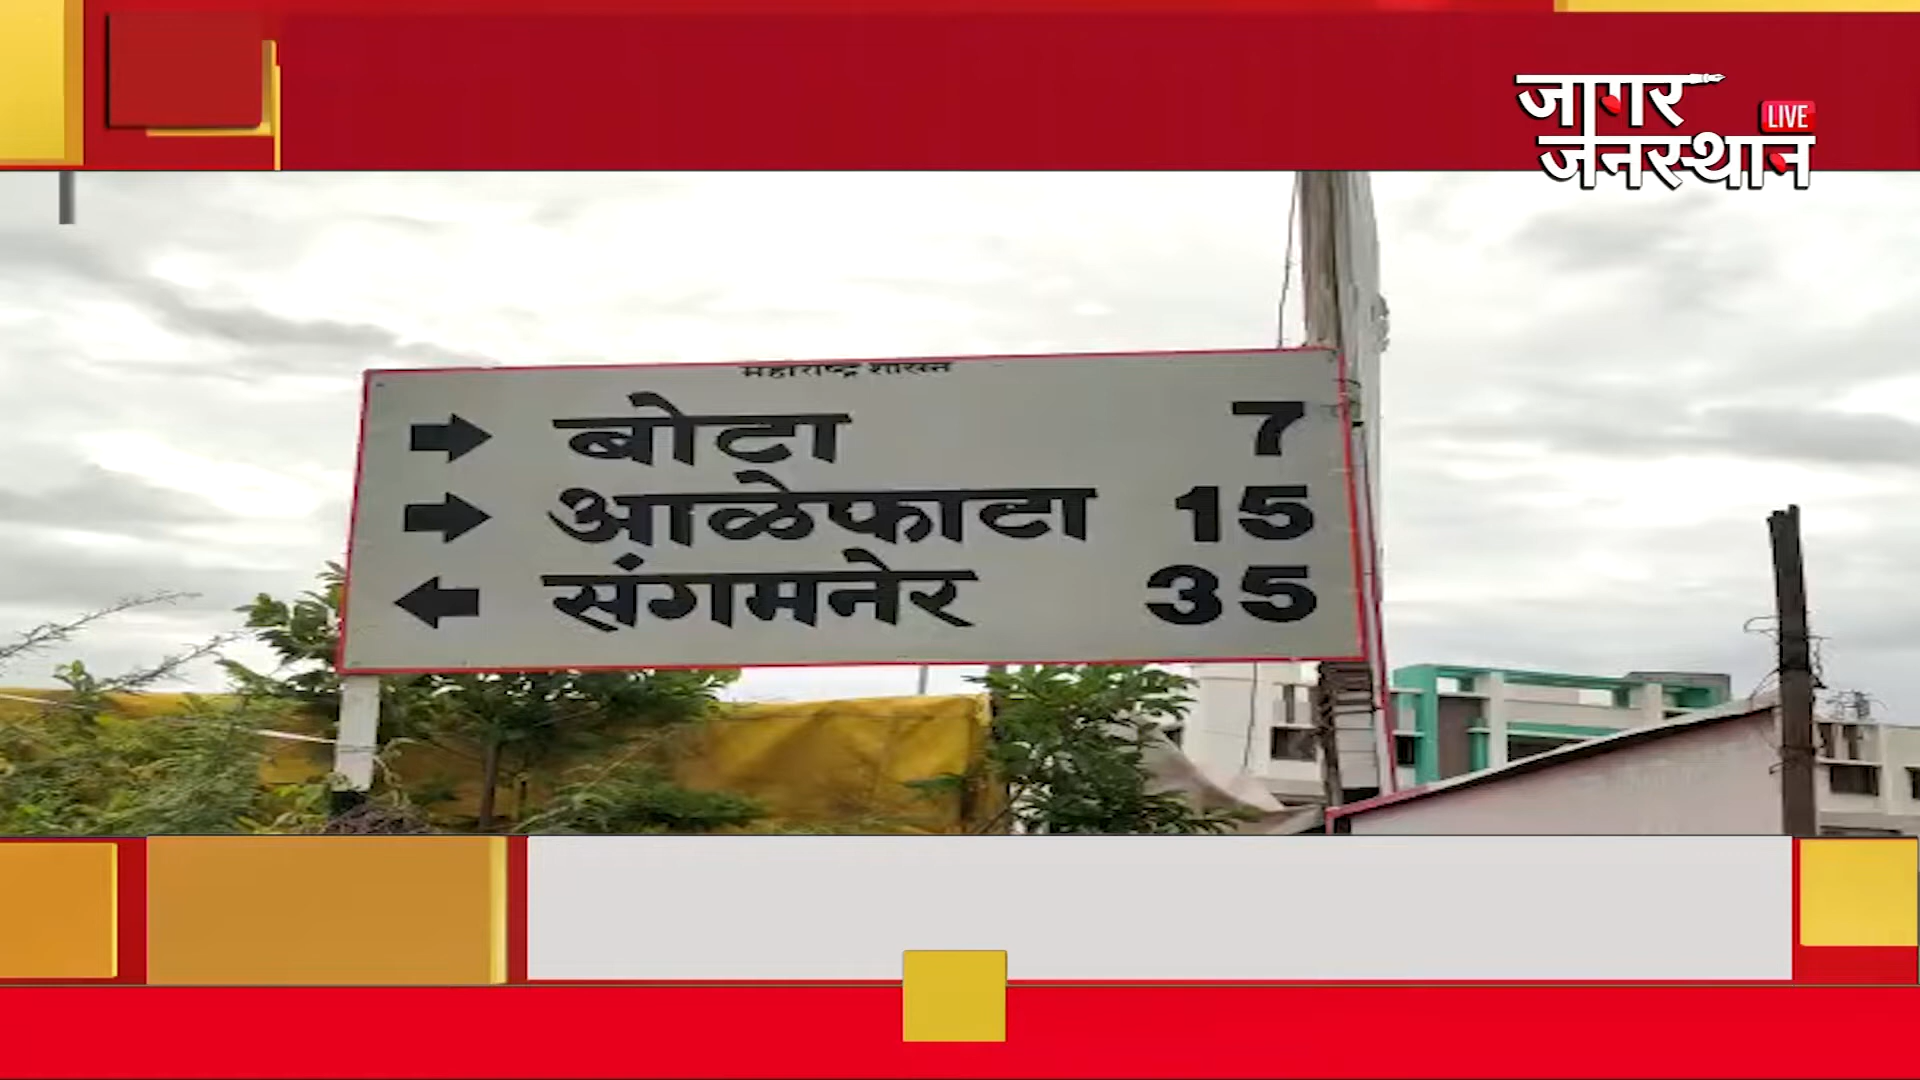 जागर
LIVE
जनस्थान
महाराष्ट्र शासन
बोटा 7
आळेफाटा 15
संगमनेर 35